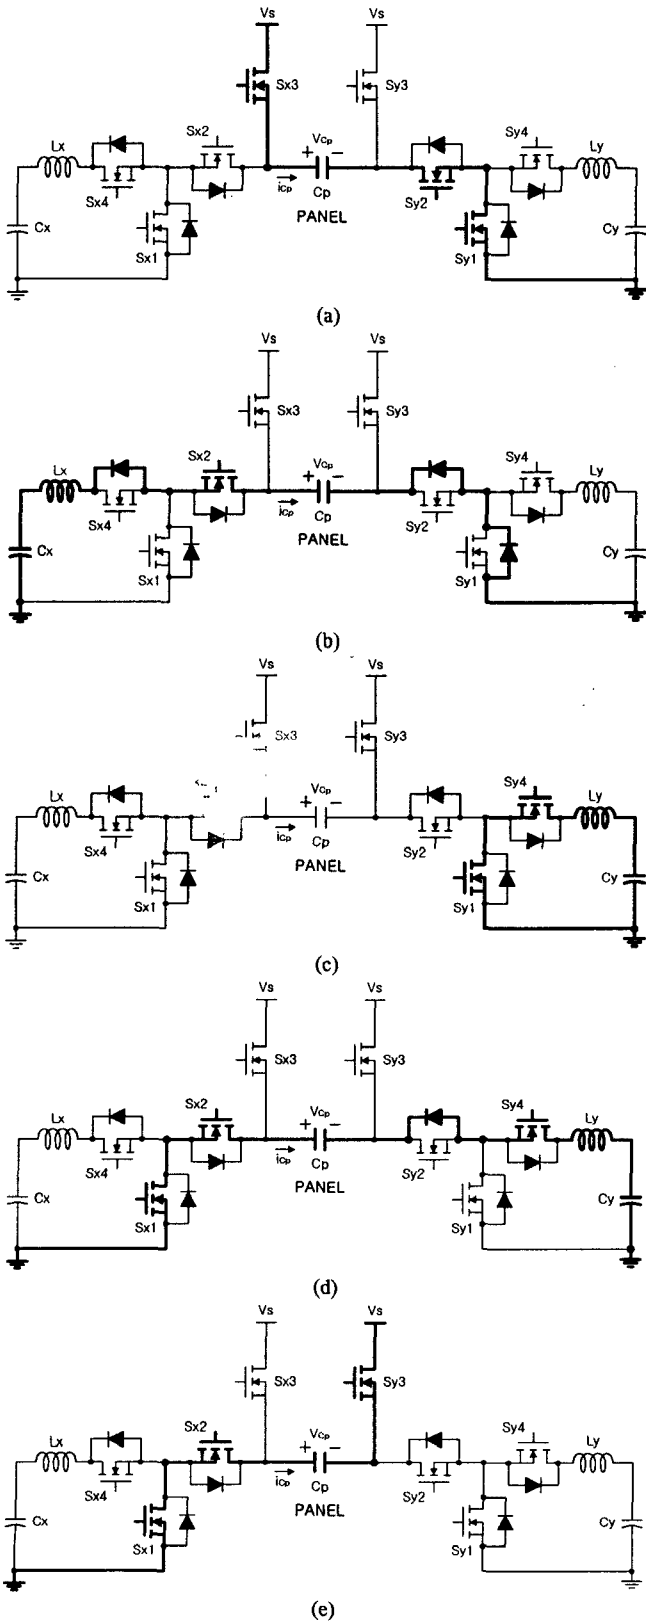 Vs Vs
Sx3 Sy3
Lx Sx2 + VCp − Sy4 Ly
Sx4 iCp Cp Sy2
Cx PANEL Cy
Sx1 Sy1
(a)
Vs Vs
Sx3 Sy3
Lx Sx2 + VCp − Sy4 Ly
Sx4 iCp Cp Sy2
Cx PANEL Cy
Sx1 Sy1
(b)
Vs Vs
Sx3 Sy3
Lx + VCp − Sy4 Ly
Sx4 iCp Cp Sy2
Cx PANEL Cy
Sx1 Sy1
(c)
Vs Vs
Sx3 Sy3
Lx Sx2 + VCp − Sy4 Ly
Sx4 iCp Cp Sy2
Cx PANEL Cy
Sx1 Sy1
(d)
Vs Vs
Sx3 Sy3
Lx Sx2 + VCp − Sy4 Ly
Sx4 iCp Cp Sy2
Cx PANEL Cy
Sx1 Sy1
(e)